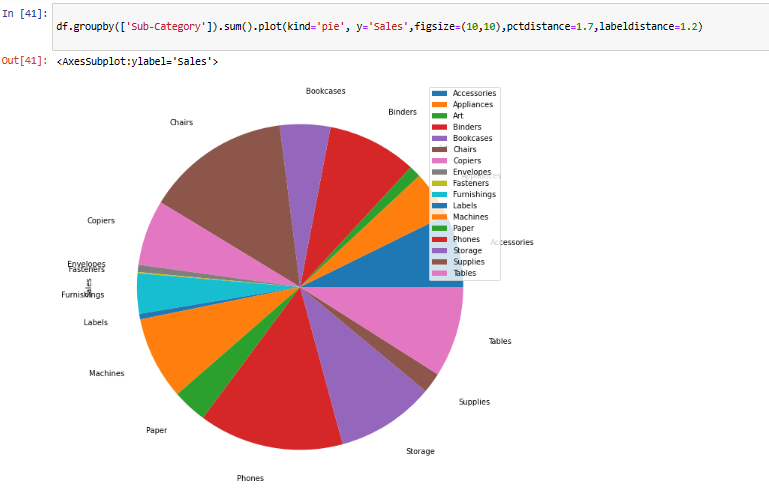 In [41]:
df.groupby(['Sub-Category']).sum().plot(kind='pie', y='Sales',figsize=(10,10),pctdistance=1.7,labeldistance=1.2)
Out[41]: <AxesSubplot:ylabel='Sales'>
Bookcases
Binders
Chairs
Copiers
Envelopes
Fasteners
Sales
Furnishings
Labels
Machines
Paper
Phones
Storage
Supplies
Tables
Accessories
Accessories
Appliances
Art
Binders
Bookcases
Chairs
Copiers
Envelopes
Fasteners
Furnishings
Labels
Machines
Paper
Phones
Storage
Supplies
Tables